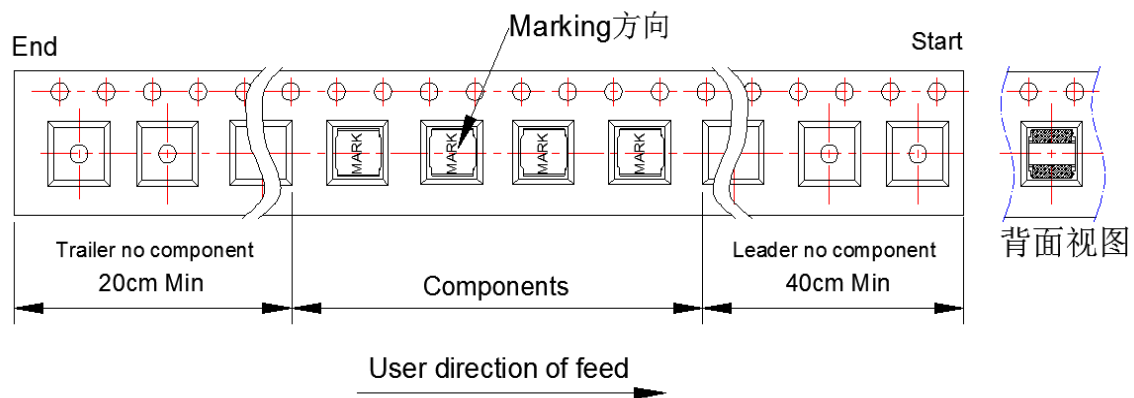 Marking方向
End
Start
MARK
MARK
MARK
MARK
背面视图
Trailer no component
20cm Min
Components
Leader no component
40cm Min
User direction of feed